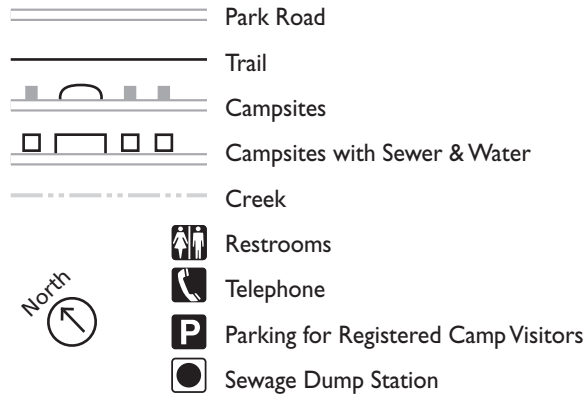 Park Road
Trail
Campsites
Campsites with Sewer & Water
Creek
Restrooms
Telephone
North
P Parking for Registered Camp Visitors
Sewage Dump Station